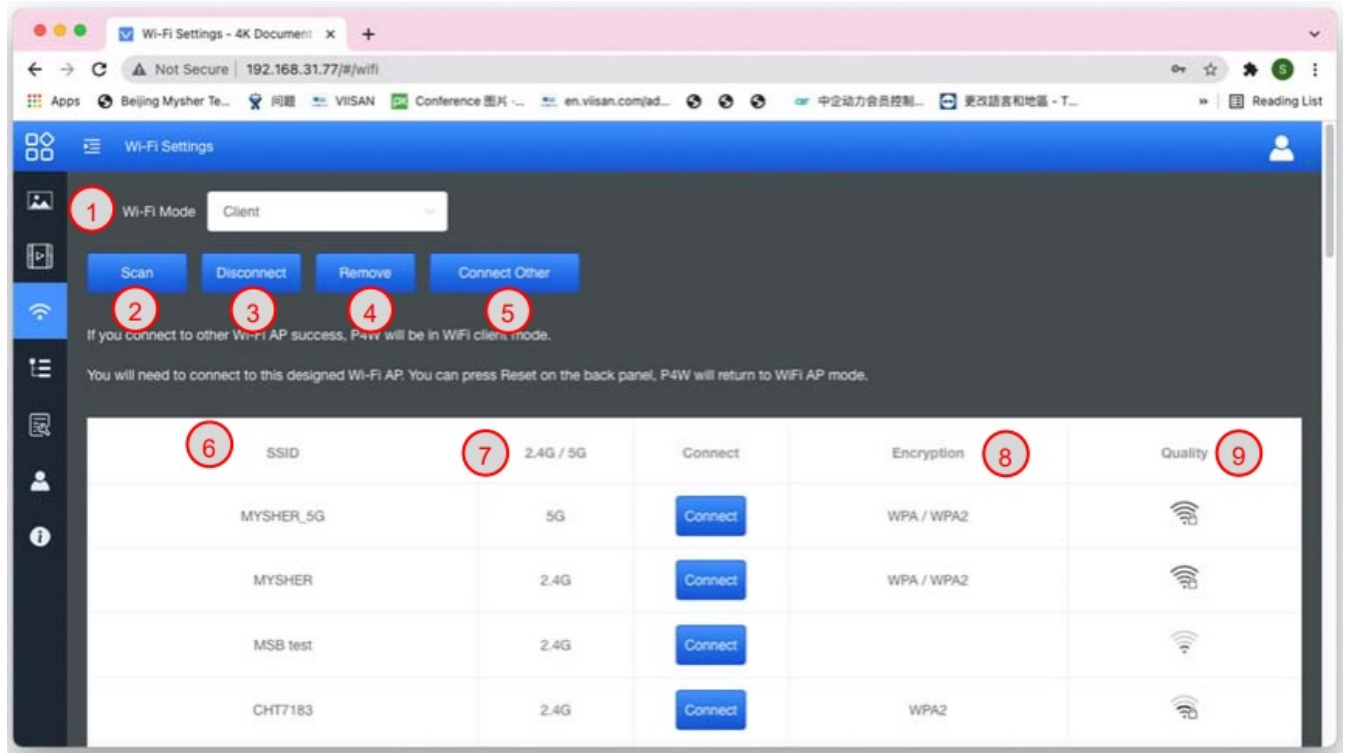 Wi-Fi Settings - 4K Document × +
Not Secure | 192.168.31.77/#/wifi S
Apps Beijing Mysher Te... 问题 VIISAN Conference 图片 -... en.viisan.com/ad... 中企动力会员控制... 更改語言和地區 - T... » Reading List
Wi-Fi Settings
1 Wi-Fi Mode Client
Scan Disconnect Remove Connect Other
2 3 4 5
If you connect to other Wi-Fi AP success, P4W will be in WiFi client mode.
You will need to connect to this designed Wi-Fi AP. You can press Reset on the back panel, P4W will return to WiFi AP mode.
6 SSID 7 2.4G / 5G Connect Encryption 8 Quality 9
MYSHER_5G 5G Connect WPA / WPA2
MYSHER 2.4G Connect WPA / WPA2
MSB test 2.4G Connect
CHT7183 2.4G Connect WPA2